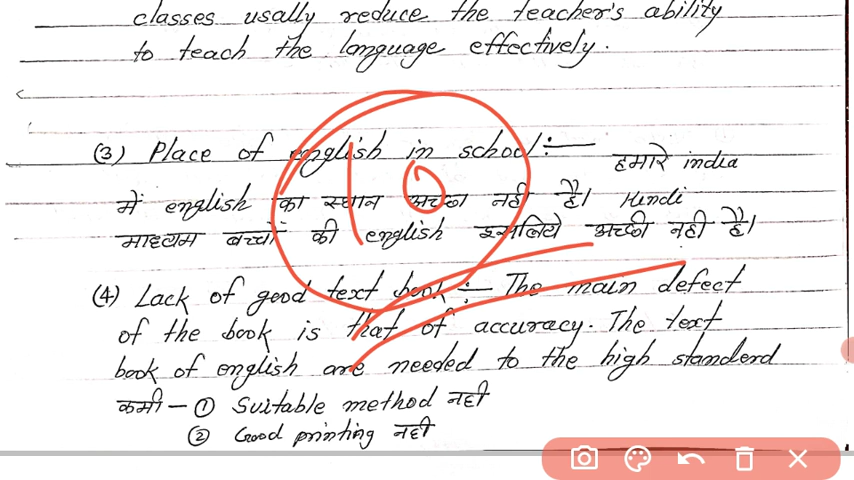 classes usally reduce the teacher's ability
to teach the language effectively.
(3) Place of english in school :- हमारे india
में english का स्थान अच्छा नही है। Hindi
माध्यम बच्चों की english इसलिये अच्छी नही है।
(4) Lack of good text book :- The main defect
of the book is that of accuracy. The text
book of english are needed to the high standerd
कमी - ① Suitable method नही
② Good printing नही
10